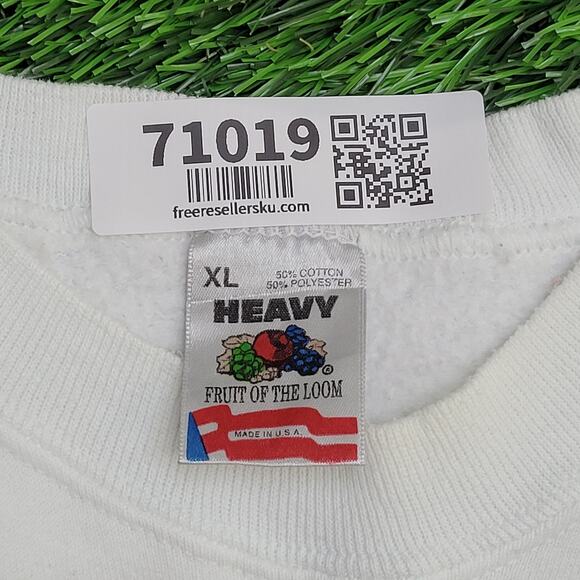 71019
freeresellersku.com
XL
50% COTTON
50% POLYESTER
HEAVY
FRUIT OF THE LOOM
MADE IN U.S.A.